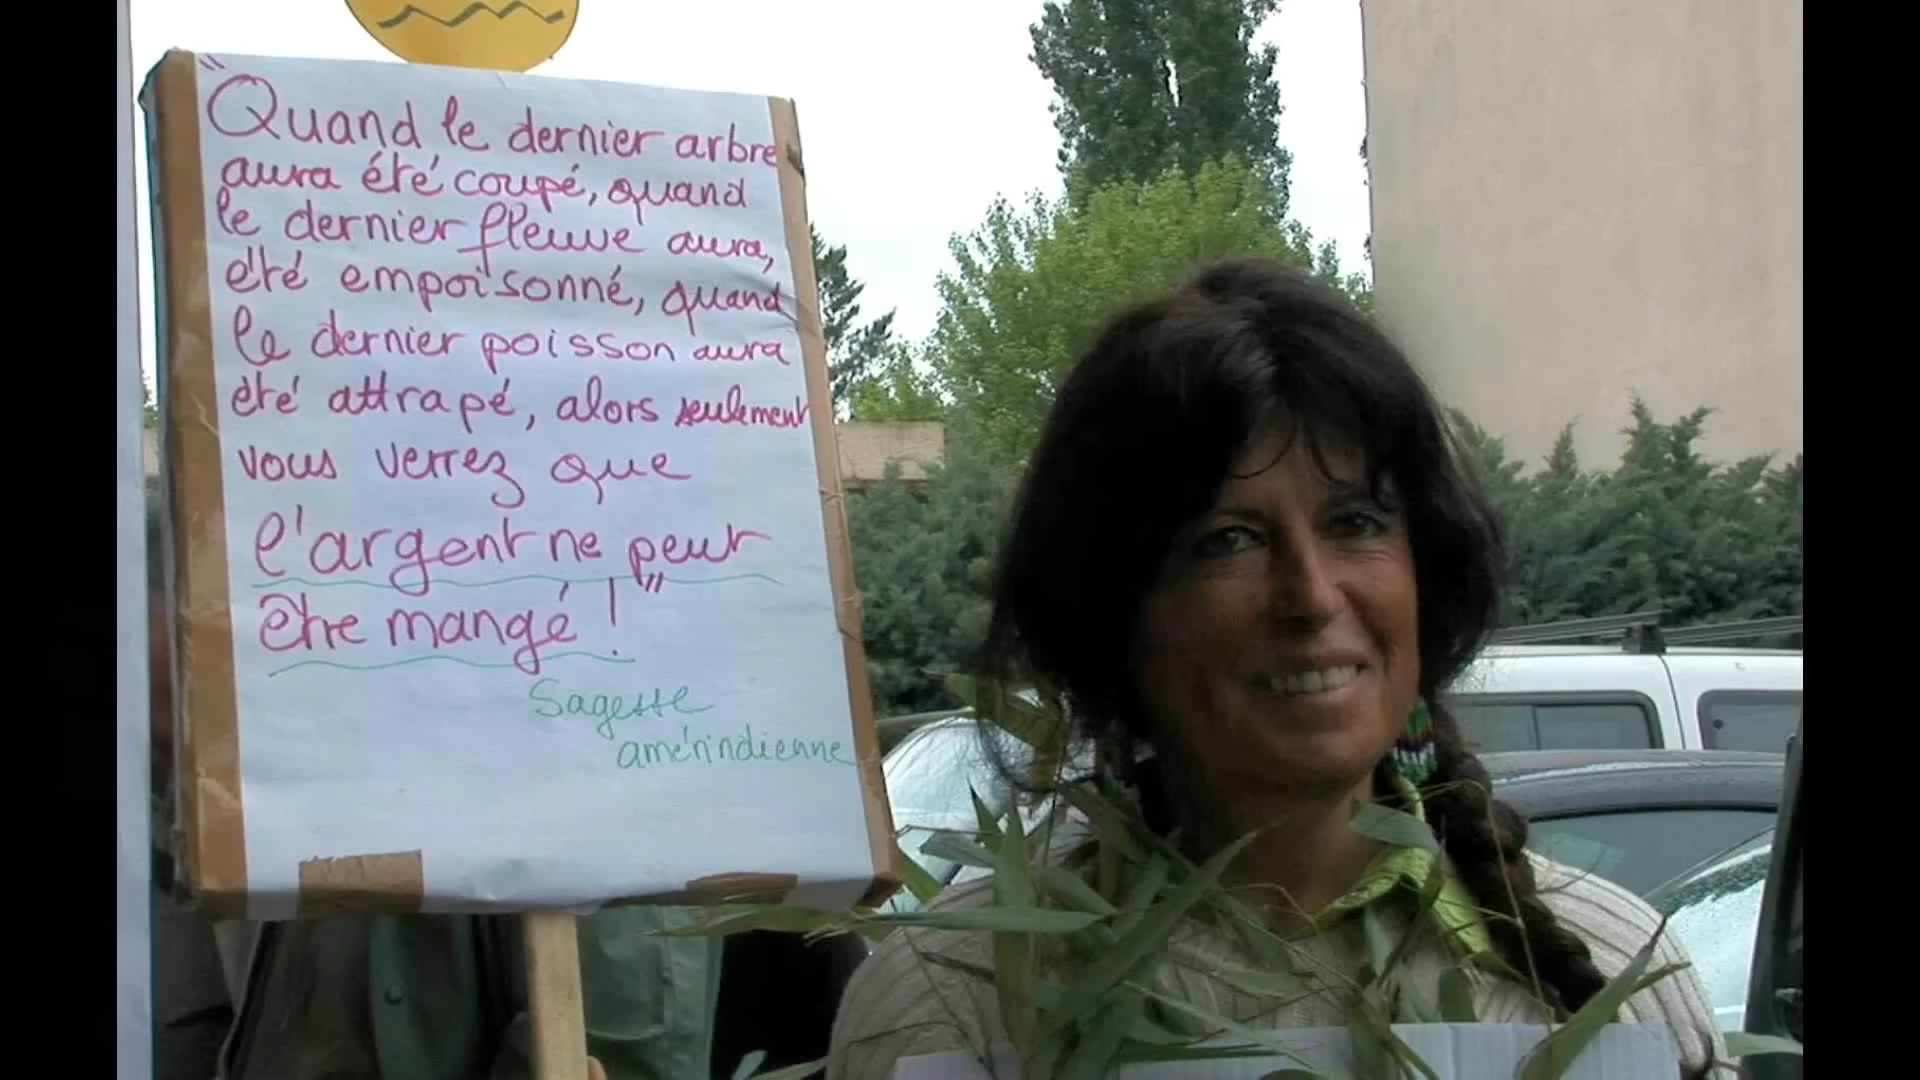 "Quand le dernier arbre
aura été coupé, quand
le dernier fleuve aura,
été empoisonné, quand
le dernier poisson aura
été attrapé, alors seulement
vous verrez que
l'argent ne peut
être mangé !"
Sagesse
amérindienne